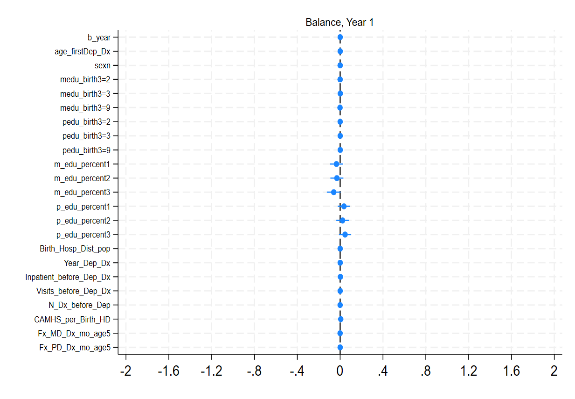 Balance, Year 1
b_year
age_firstDep_Dx
sexn
medu_birth3=2
medu_birth3=3
medu_birth3=9
pedu_birth3=2
pedu_birth3=3
pedu_birth3=9
m_edu_percent1
m_edu_percent2
m_edu_percent3
p_edu_percent1
p_edu_percent2
p_edu_percent3
Birth_Hosp_Dist_pop
Year_Dep_Dx
Inpatient_before_Dep_Dx
Visits_before_Dep_Dx
N_Dx_before_Dep
CAMHS_per_Birth_HD
Fx_MD_Dx_mo_age5
Fx_PD_Dx_mo_age5
-2 -1.6 -1.2 -.8 -.4 0 .4 .8 1.2 1.6 2